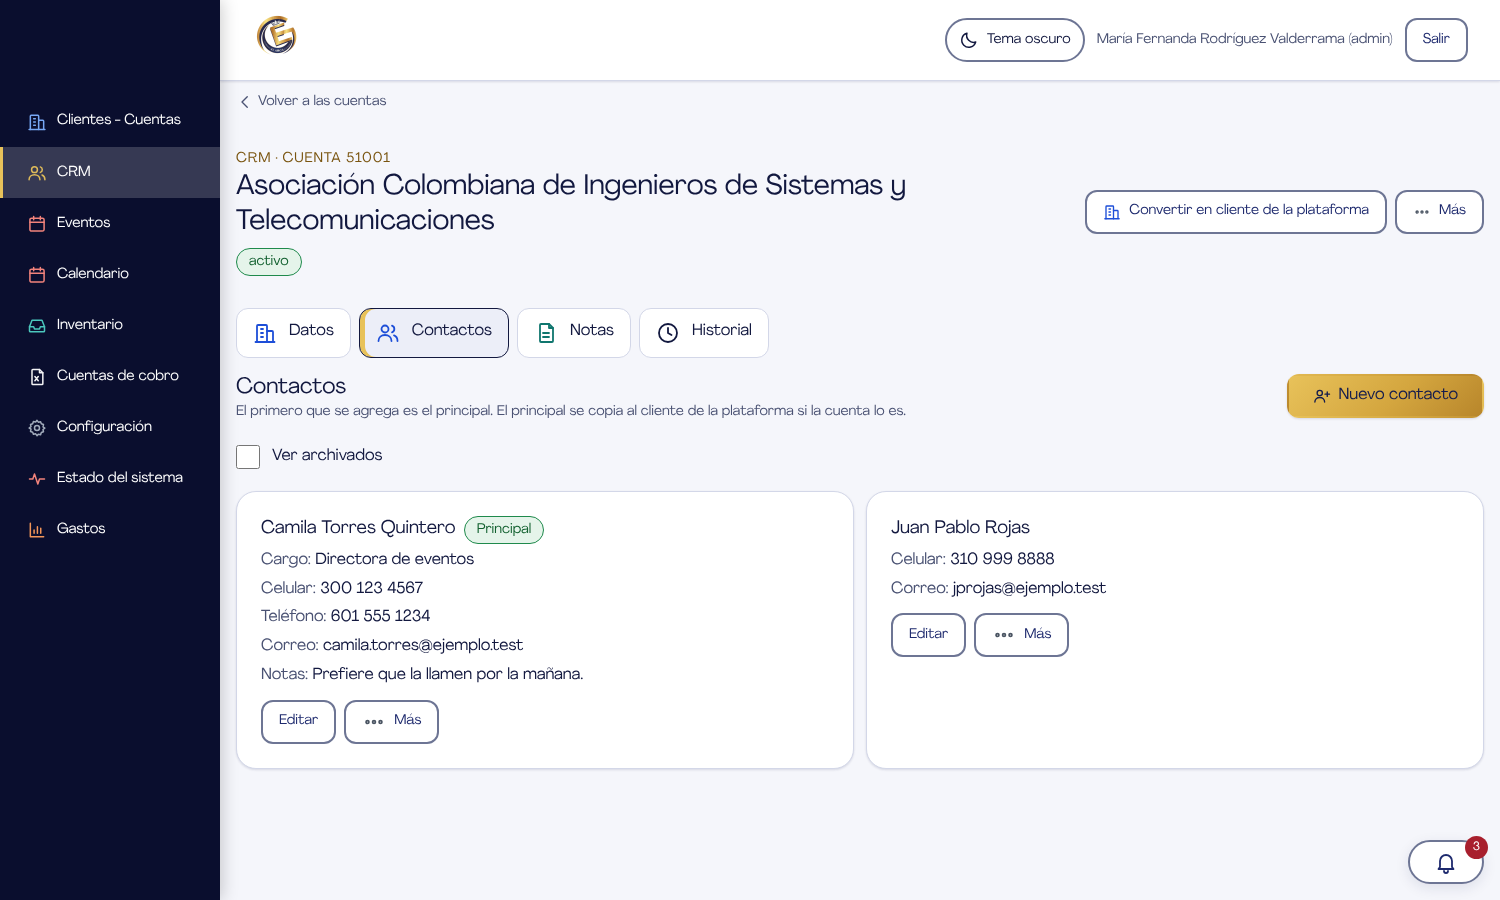 Tema oscuro
María Fernanda Rodríguez Valderrama (admin)
Salir
Clientes - Cuentas
CRM
Eventos
Calendario
Inventario
Cuentas de cobro
Configuración
Estado del sistema
Gastos
Volver a las cuentas
CRM · CUENTA 51001
Asociación Colombiana de Ingenieros de Sistemas y
Telecomunicaciones
activo
Convertir en cliente de la plataforma
Más
Datos
Contactos
Notas
Historial
Contactos
El primero que se agrega es el principal. El principal se copia al cliente de la plataforma si la cuenta lo es.
Nuevo contacto
Ver archivados
Camila Torres Quintero
Principal
Cargo: Directora de eventos
Celular: 300 123 4567
Teléfono: 601 555 1234
Correo: camila.torres@ejemplo.test
Notas: Prefiere que la llamen por la mañana.
Editar
Más
Juan Pablo Rojas
Celular: 310 999 8888
Correo: jprojas@ejemplo.test
Editar
Más
3